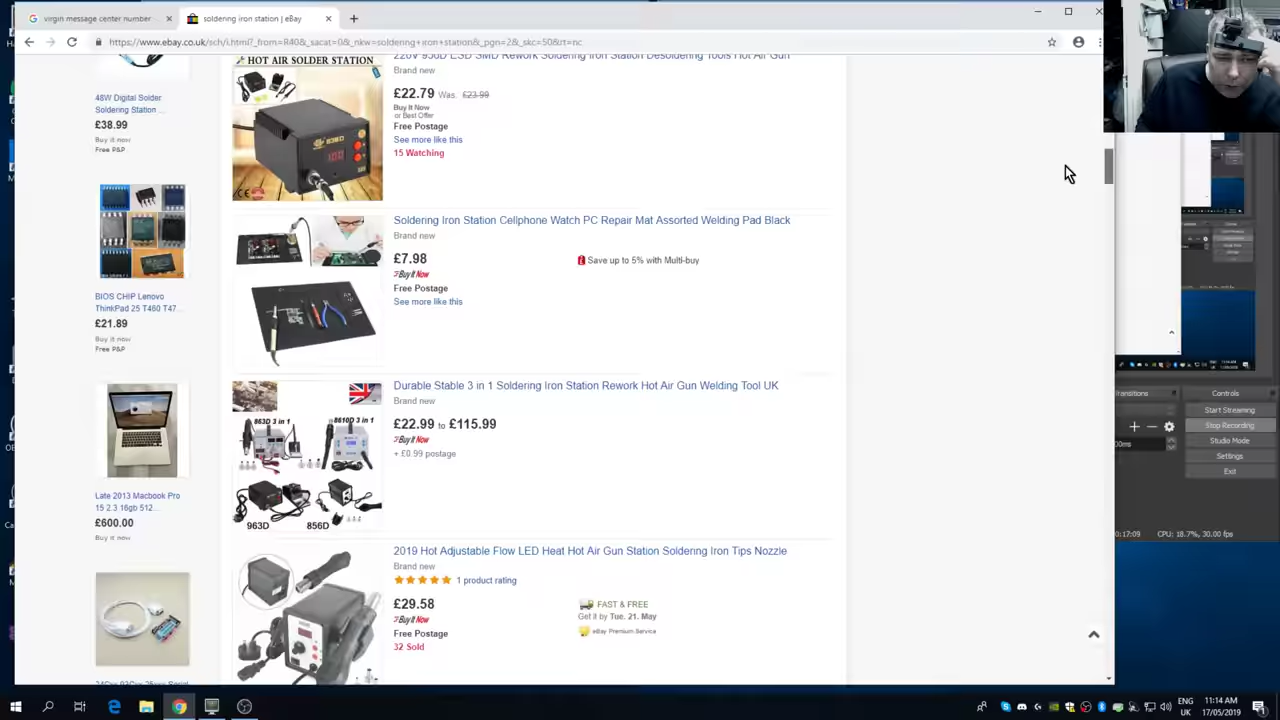 virgin message center number
soldering iron station | eBay
https://www.ebay.co.uk/sch/i.html?_from=R40&_sacat=0&_nkw=soldering+iron+station&_pgn=2&_skc=50&rt=nc
48W Digital Solder
Soldering Station ...
£38.99
Buy it now
Free P&P
BIOS CHIP Lenovo
ThinkPad 25 T460 T47...
£21.89
Buy it now
Free P&P
Late 2013 Macbook Pro
15 2.3 16gb 512...
£600.00
Buy it now
HOT AIR SOLDER STATION
220V 936D ESD SMD Rework Soldering Iron Station Desoldering Tools Hot Air Gun
Brand new
£22.79 Was: £23.99
Buy It Now
or Best Offer
Free Postage
See more like this
15 Watching
Soldering Iron Station Cellphone Watch PC Repair Mat Assorted Welding Pad Black
Brand new
£7.98
Buy It Now
Free Postage
See more like this
Save up to 5% with Multi-buy
863D 3 in 1
8610D 3 in 1
963D
856D
Durable Stable 3 in 1 Soldering Iron Station Rework Hot Air Gun Welding Tool UK
Brand new
£22.99 to £115.99
Buy It Now
+ £0.99 postage
2019 Hot Adjustable Flow LED Heat Hot Air Gun Station Soldering Iron Tips Nozzle
Brand new
1 product rating
£29.58
Buy It Now
Free Postage
32 Sold
FAST & FREE
Get it by Tue, 21. May
eBay Premium Service
Controls
Start Streaming
Stop Recording
Studio Mode
Settings
Exit
CPU: 18.7%, 30.00 fps
ENG
UK
11:14 AM
17/05/2019